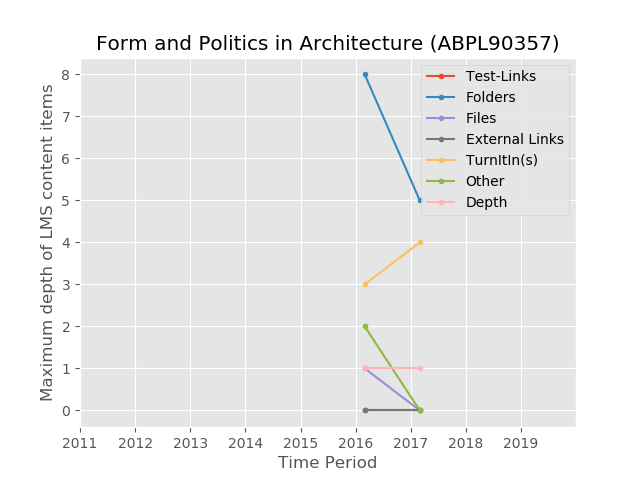 Form and Politics in Architecture (ABPL90357)
Test-Links
Folders
Files
External Links
TurnItIn(s)
Other
Depth
Maximum depth of LMS content items
8
7
6
5
4
3
2
1
0
2011 2012 2013 2014 2015 2016 2017 2018 2019
Time Period